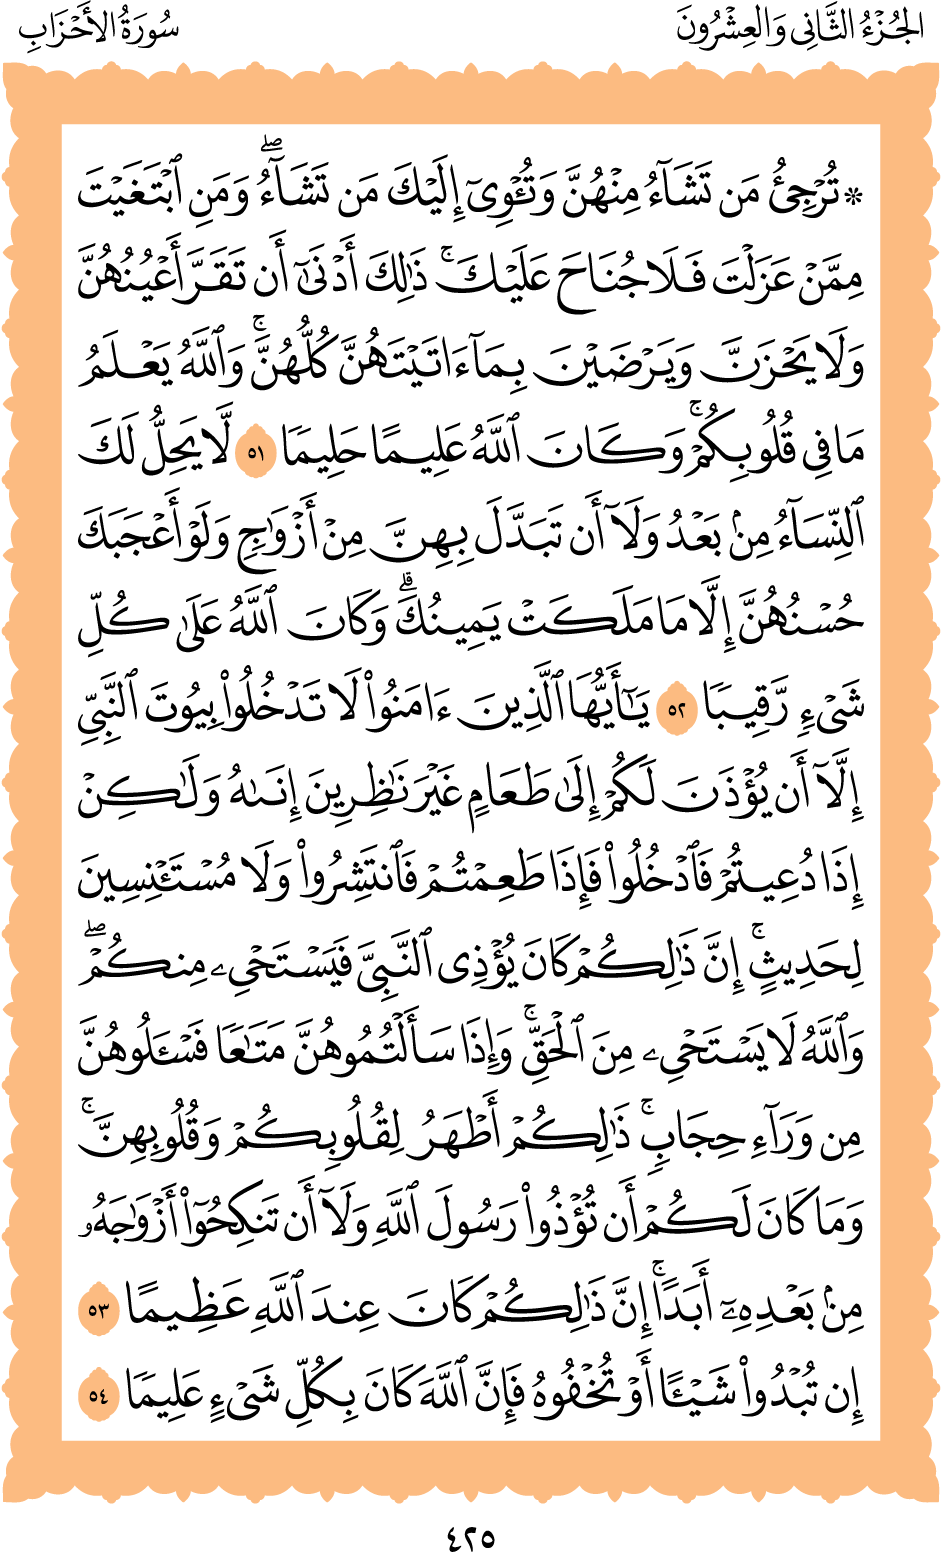 الجُزْءُ الثَّانِي وَالعِشْرُونَ
سُورَةُ الأَحْزَابِ
۞ تُرْجِي مَن تَشَآءُ مِنْهُنَّ وَتُـْٔوِىٓ إِلَيْكَ مَن تَشَآءُۖ وَمَنِ ٱبْتَغَيْتَ
مِمَّنْ عَزَلْتَ فَلَا جُنَاحَ عَلَيْكَۚ ذَٰلِكَ أَدْنَىٰٓ أَن تَقَرَّ أَعْيُنُهُنَّ
وَلَا يَحْزَنَّ وَيَرْضَيْنَ بِمَآ ءَاتَيْتَهُنَّ كُلُّهُنَّۚ وَٱللَّهُ يَعْلَمُ
مَا فِى قُلُوبِكُمْۚ وَكَانَ ٱللَّهُ عَلِيمًا حَلِيمًا ٥١ لَّا يَحِلُّ لَكَ
ٱلنِّسَآءُ مِنۢ بَعْدُ وَلَآ أَن تَبَدَّلَ بِهِنَّ مِنْ أَزْوَٰجٍ وَلَوْ أَعْجَبَكَ
حُسْنُهُنَّ إِلَّا مَا مَلَكَتْ يَمِينُكَۗ وَكَانَ ٱللَّهُ عَلَىٰ كُلِّ
شَىْءٍ رَّقِيبًا ٥٢ يَـٰٓأَيُّهَا ٱلَّذِينَ ءَامَنُوا۟ لَا تَدْخُلُوا۟ بُيُوتَ ٱلنَّبِىِّ
إِلَّآ أَن يُؤْذَنَ لَكُمْ إِلَىٰ طَعَامٍ غَيْرَ نَـٰظِرِينَ إِنَىٰهُ وَلَـٰكِنْ
إِذَا دُعِيتُمْ فَٱدْخُلُوا۟ فَإِذَا طَعِمْتُمْ فَٱنتَشِرُوا۟ وَلَا مُسْتَـْٔنِسِينَ
لِحَدِيثٍۚ إِنَّ ذَٰلِكُمْ كَانَ يُؤْذِى ٱلنَّبِىَّ فَيَسْتَحْىِۦ مِنكُمْۖ
وَٱللَّهُ لَا يَسْتَحْىِۦ مِنَ ٱلْحَقِّۚ وَإِذَا سَأَلْتُمُوهُنَّ مَتَـٰعًا فَسْـَٔلُوهُنَّ
مِن وَرَآءِ حِجَابٍۚ ذَٰلِكُمْ أَطْهَرُ لِقُلُوبِكُمْ وَقُلُوبِهِنَّۚ
وَمَا كَانَ لَكُمْ أَن تُؤْذُوا۟ رَسُولَ ٱللَّهِ وَلَآ أَن تَنكِحُوٓا۟ أَزْوَٰجَهُۥ
مِنۢ بَعْدِهِۦٓ أَبَدًاۚ إِنَّ ذَٰلِكُمْ كَانَ عِندَ ٱللَّهِ عَظِيمًا ٥٣
إِن تُبْدُوا۟ شَيْـًٔا أَوْ تُخْفُوهُ فَإِنَّ ٱللَّهَ كَانَ بِكُلِّ شَىْءٍ عَلِيمًا ٥٤
٤٢٥